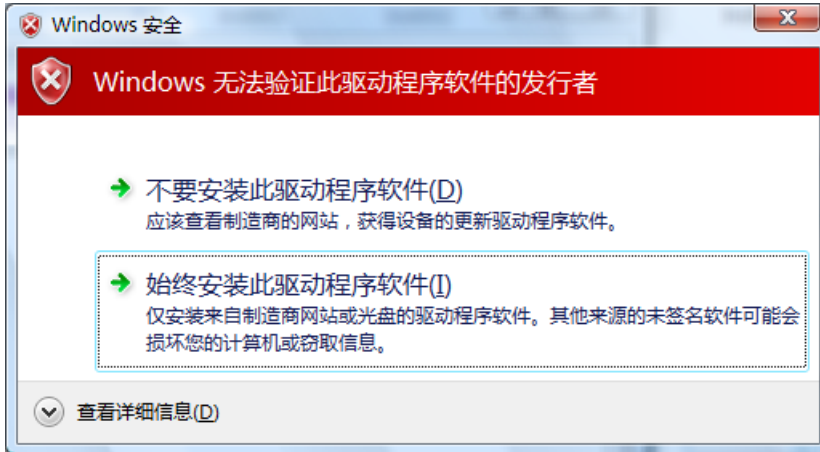 Windows 安全
Windows 无法验证此驱动程序软件的发行者
不要安装此驱动程序软件(D)
应该查看制造商的网站，获得设备的更新驱动程序软件。
始终安装此驱动程序软件(I)
仅安装来自制造商网站或光盘的驱动程序软件。其他来源的未签名软件可能会
损坏您的计算机或窃取信息。
查看详细信息(D)